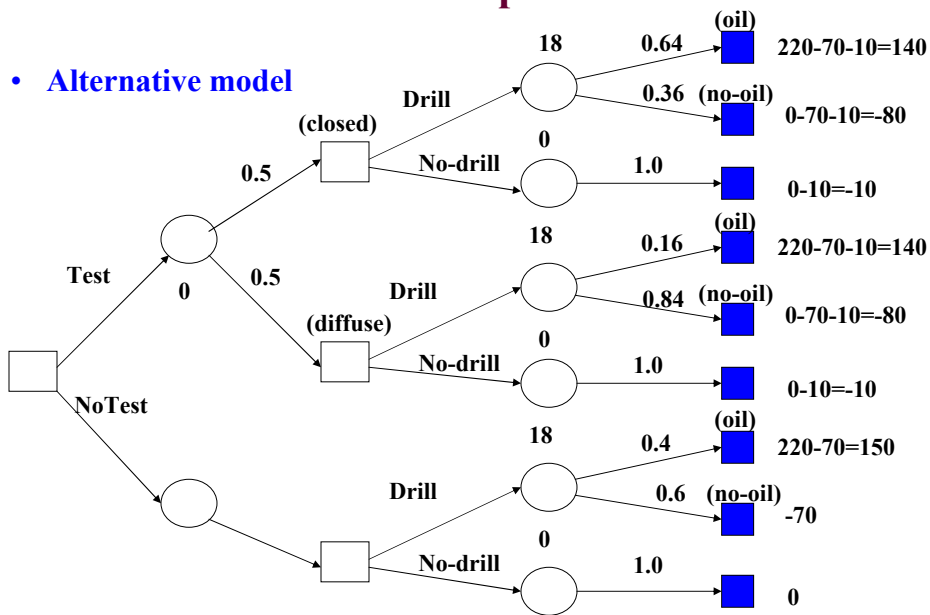 • Alternative model
18
0.64
(oil)
220-70-10=140
Drill
0.36
(no-oil)
0-70-10=-80
(closed)
0
No-drill
1.0
0-10=-10
0.5
18
0.16
(oil)
220-70-10=140
Test
0.5
Drill
0.84
(no-oil)
0-70-10=-80
0
(diffuse)
0
No-drill
1.0
0-10=-10
NoTest
18
0.4
(oil)
220-70=150
Drill
0.6
(no-oil)
-70
0
No-drill
1.0
0